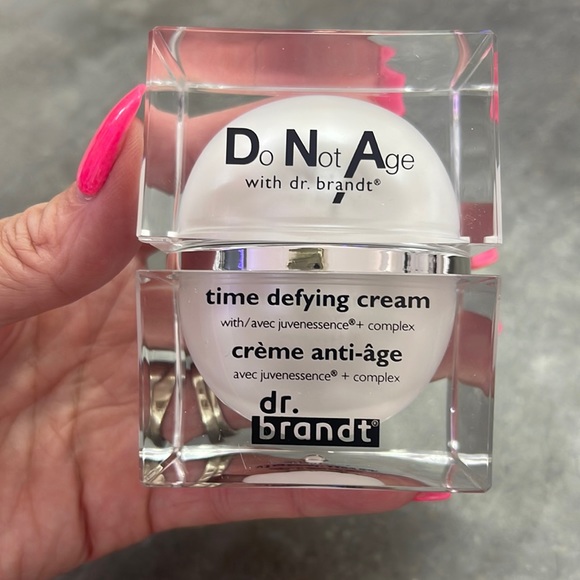 Do Not Age
with dr. brandt®
time defying cream
with/avec juvenessence®+ complex
crème anti-âge
avec juvenessence® + complex
dr.
brandt®